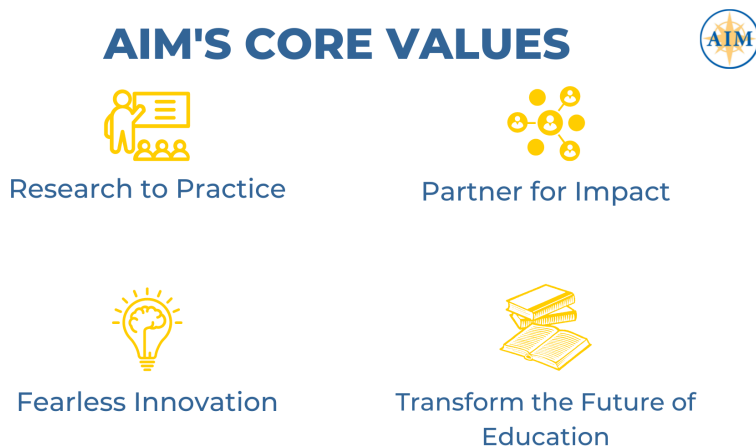 AIM'S CORE VALUES
AIM
Research to Practice
Partner for Impact
Fearless Innovation
Transform the Future of
Education